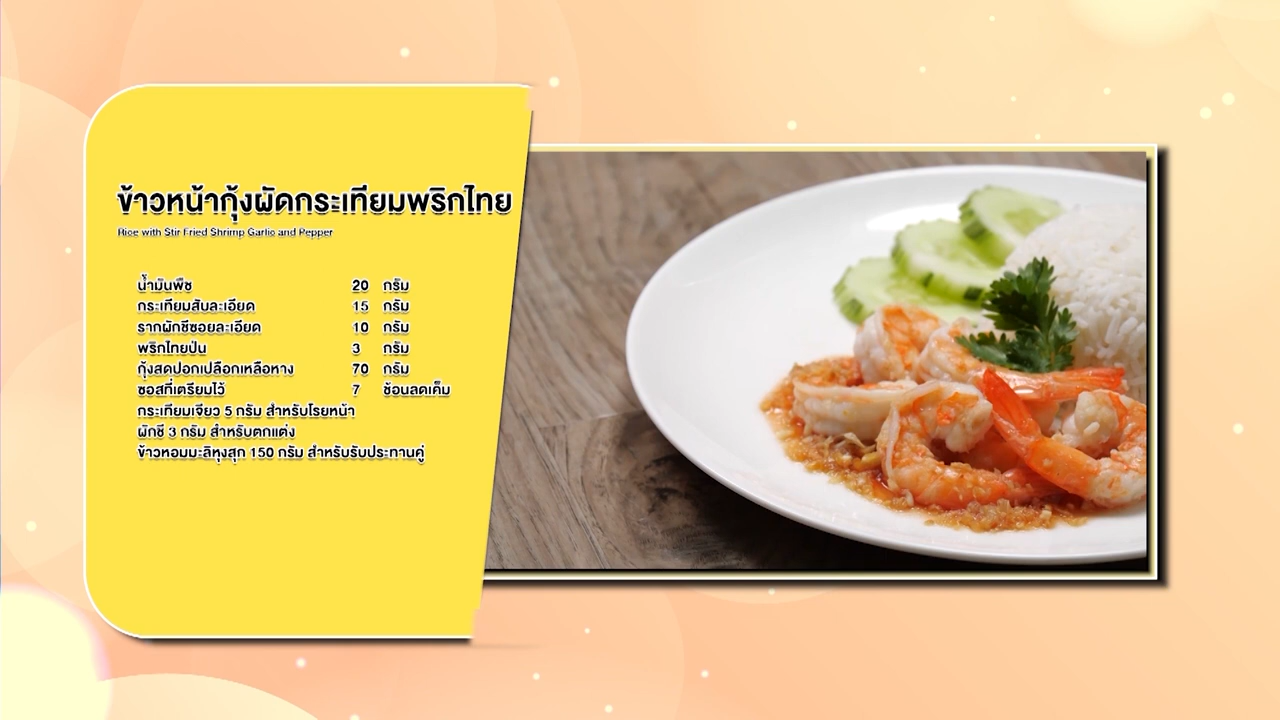 ข้าวหน้ากุ้งผัดกระเทียมพริกไทย
Rice with Stir Fried Shrimp Garlic and Pepper
น้ำมันพืช 20 กรัม
กระเทียมสับละเอียด 15 กรัม
รากผักชีซอยละเอียด 10 กรัม
พริกไทยป่น 3 กรัม
กุ้งสดปอกเปลือกเหลือหาง 70 กรัม
ซอสที่เตรียมไว้ 7 ช้อนลดเค็ม
กระเทียมเจียว 5 กรัม สำหรับโรยหน้า
ผักชี 3 กรัม สำหรับตกแต่ง
ข้าวหอมมะลิหุงสุก 150 กรัม สำหรับรับประทานคู่